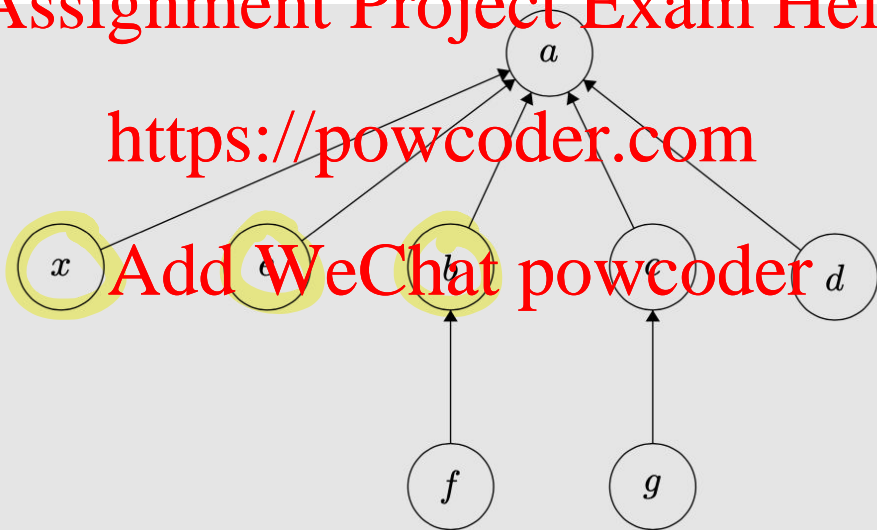 Assignment Project Exam Hel
a
https://powcoder.com
x e b c d
Add WeChat powcoder
f g